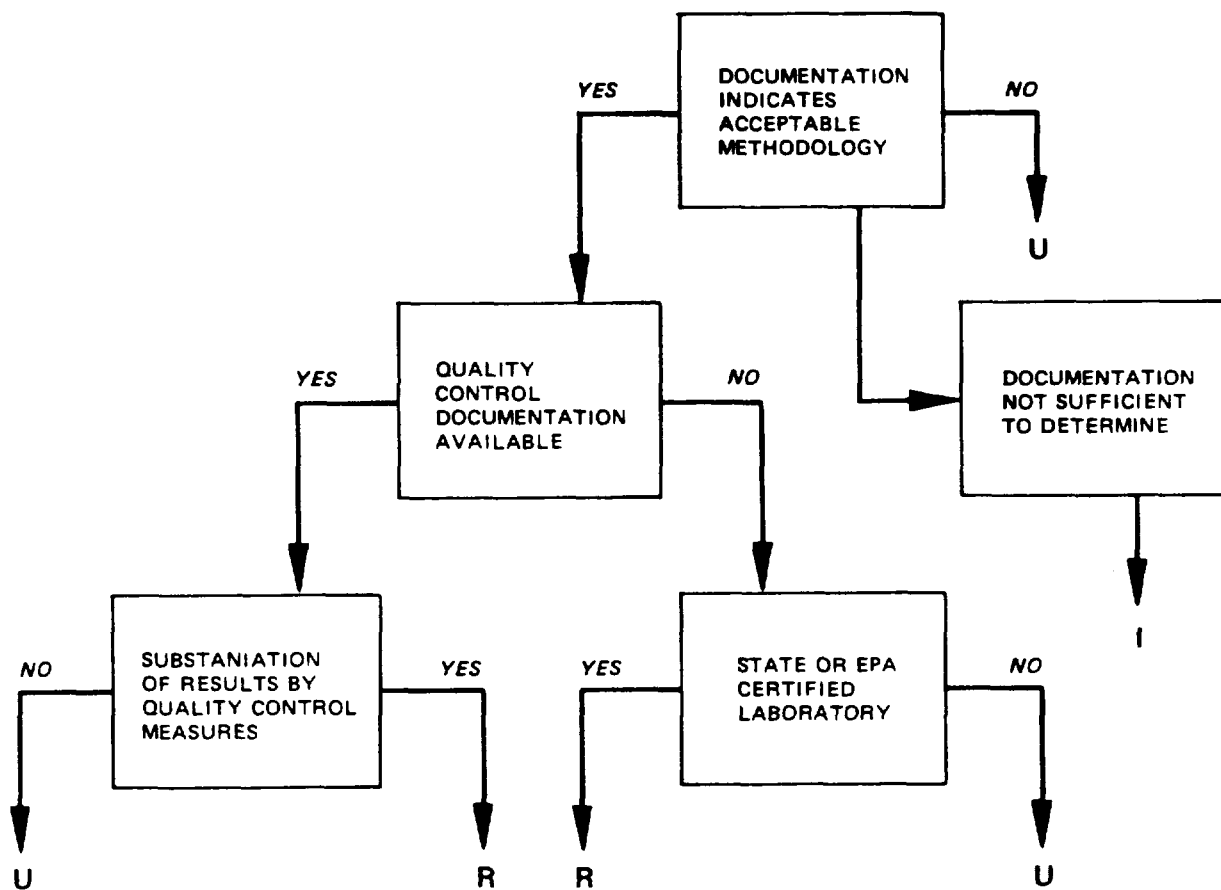 YES
DOCUMENTATION
INDICATES
ACCEPTABLE
METHODOLOGY
NO
U
YES
QUALITY
CONTROL
DOCUMENTATION
AVAILABLE
NO
DOCUMENTATION
NOT SUFFICIENT
TO DETERMINE
I
NO
SUBSTANIATION
OF RESULTS BY
QUALITY CONTROL
MEASURES
YES
YES
STATE OR EPA
CERTIFIED
LABORATORY
NO
U
R
R
U